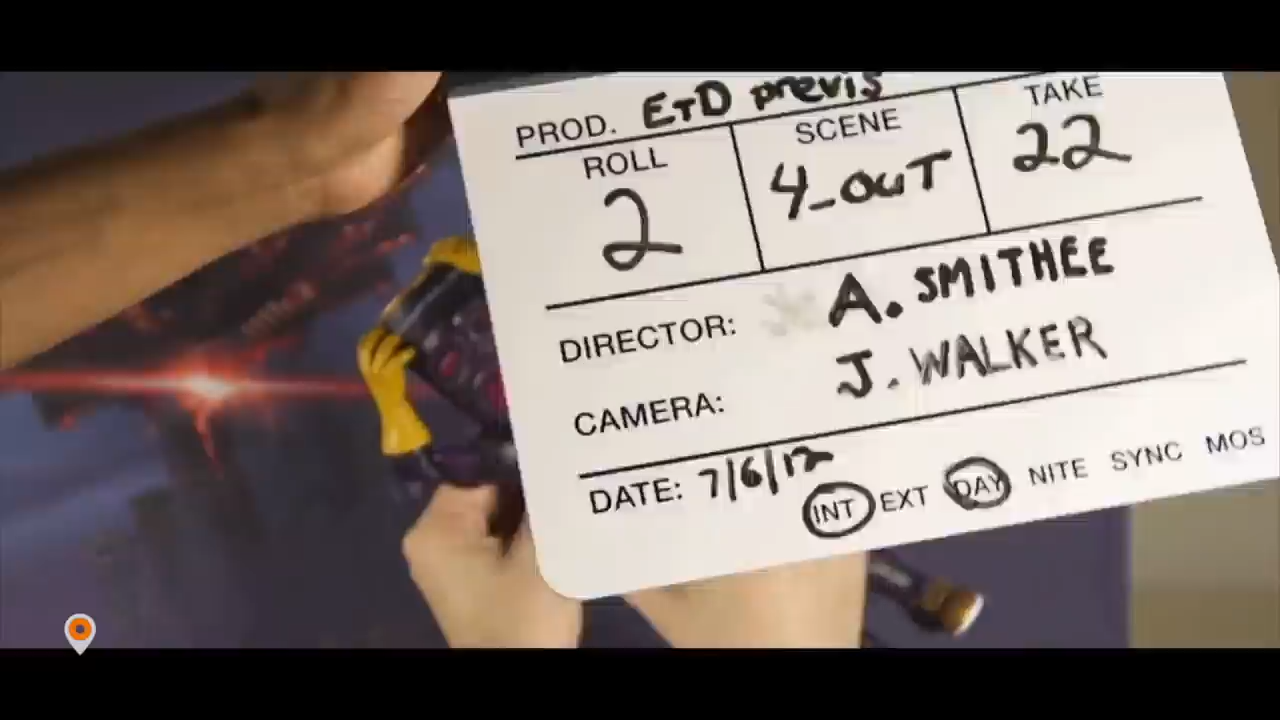 PROD. ETD previs
ROLL SCENE TAKE
2 4_OUT 22
DIRECTOR: A. SMITHEE
CAMERA: J. WALKER
DATE: 7/6/12 INT EXT DAY NITE SYNC MOS